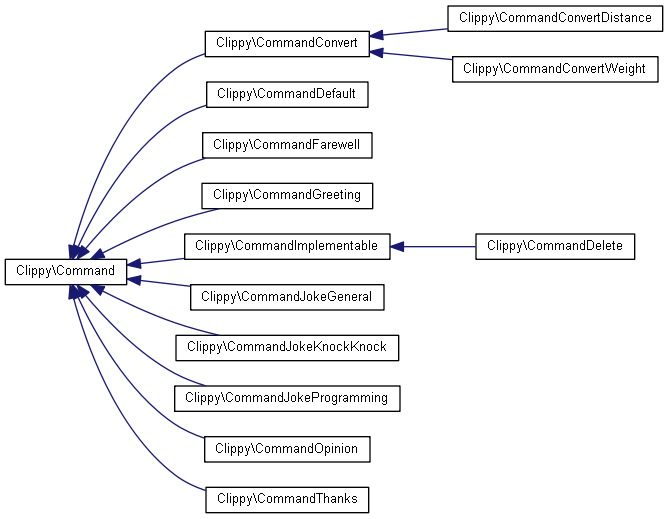 Clippy\CommandConvertDistance
Clippy\CommandConvert
Clippy\CommandConvertWeight
Clippy\CommandDefault
Clippy\CommandFarewell
Clippy\CommandGreeting
Clippy\CommandImplementable
Clippy\CommandDelete
Clippy\Command
Clippy\CommandJokeGeneral
Clippy\CommandJokeKnockKnock
Clippy\CommandJokeProgramming
Clippy\CommandOpinion
Clippy\CommandThanks